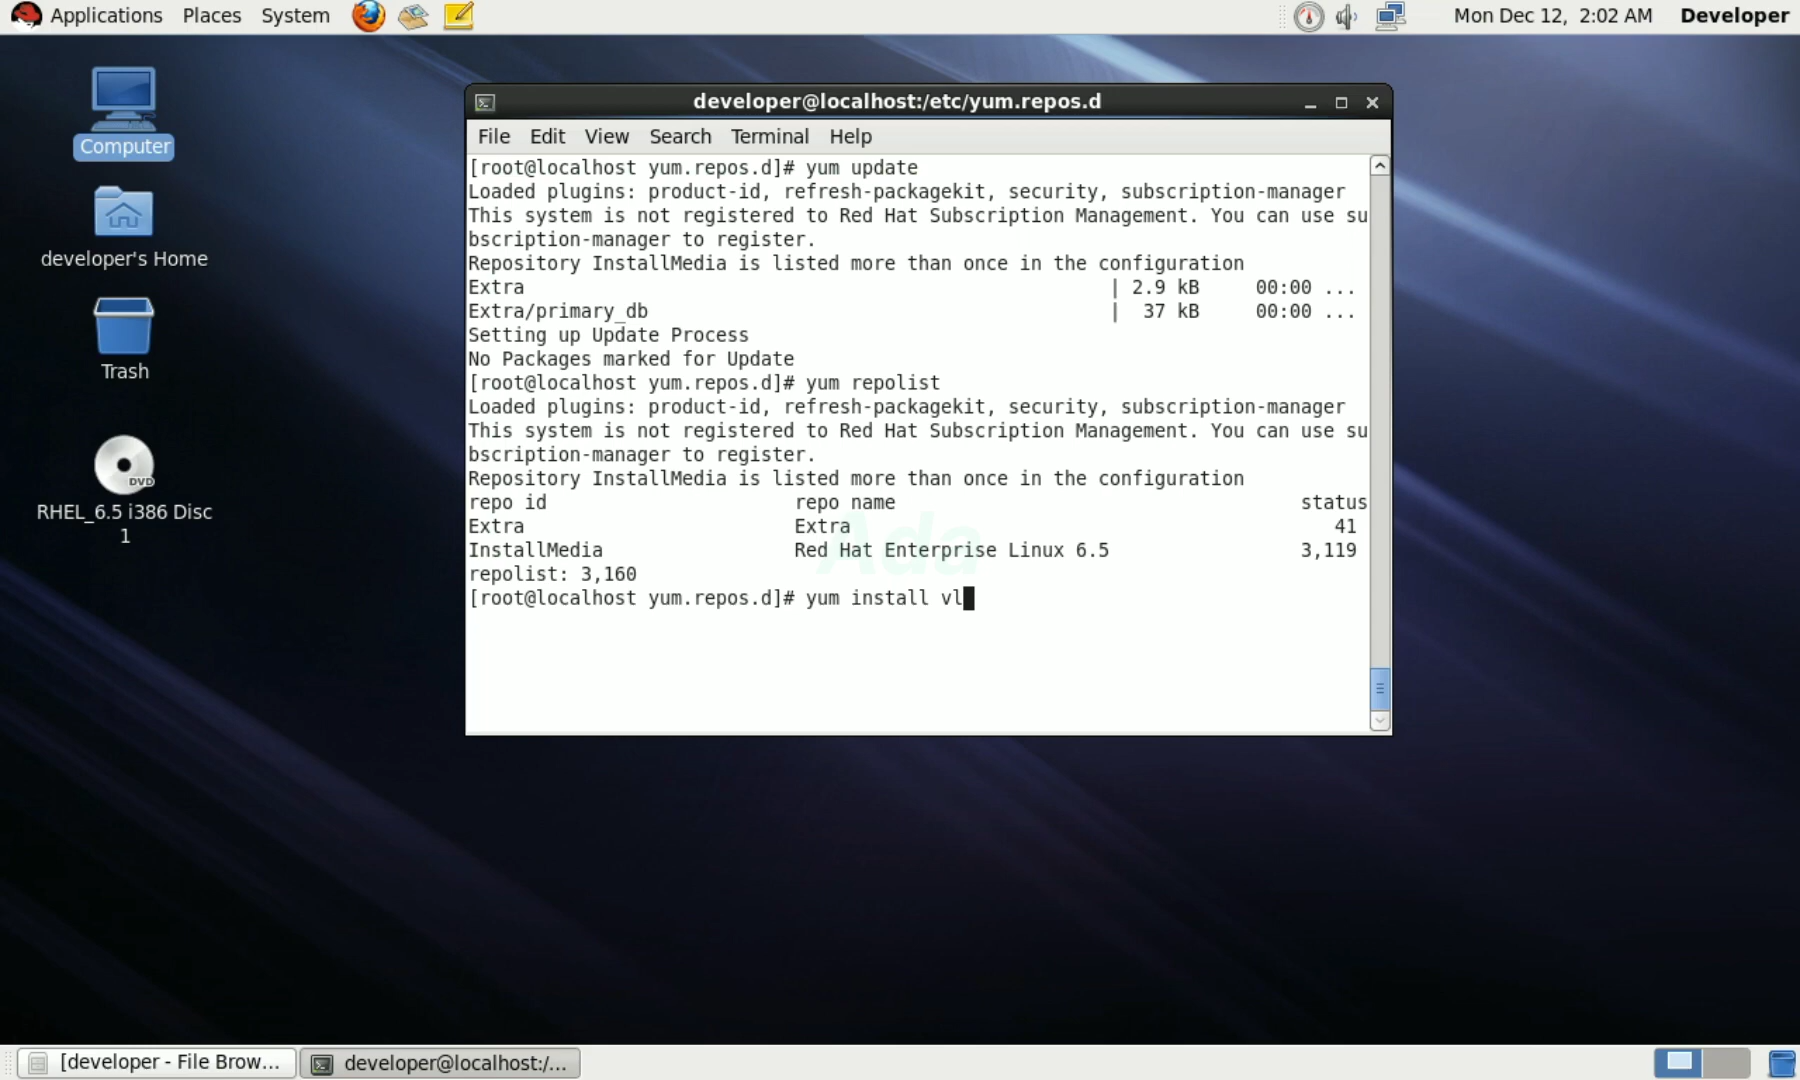 Applications Places System Mon Dec 12, 2:02 AM Developer
Computer
developer's Home
Trash
DVD
RHEL_6.5 i386 Disc
1
developer@localhost:/etc/yum.repos.d
File Edit View Search Terminal Help
[root@localhost yum.repos.d]# yum update
Loaded plugins: product-id, refresh-packagekit, security, subscription-manager
This system is not registered to Red Hat Subscription Management. You can use su
bscription-manager to register.
Repository InstallMedia is listed more than once in the configuration
Extra | 2.9 kB 00:00 ...
Extra/primary_db | 37 kB 00:00 ...
Setting up Update Process
No Packages marked for Update
[root@localhost yum.repos.d]# yum repolist
Loaded plugins: product-id, refresh-packagekit, security, subscription-manager
This system is not registered to Red Hat Subscription Management. You can use su
bscription-manager to register.
Repository InstallMedia is listed more than once in the configuration
repo id repo name status
Extra Extra 41
InstallMedia Red Hat Enterprise Linux 6.5 3,119
repolist: 3,160
[root@localhost yum.repos.d]# yum install vl
Ada
[developer - File Brow... developer@localhost:/...